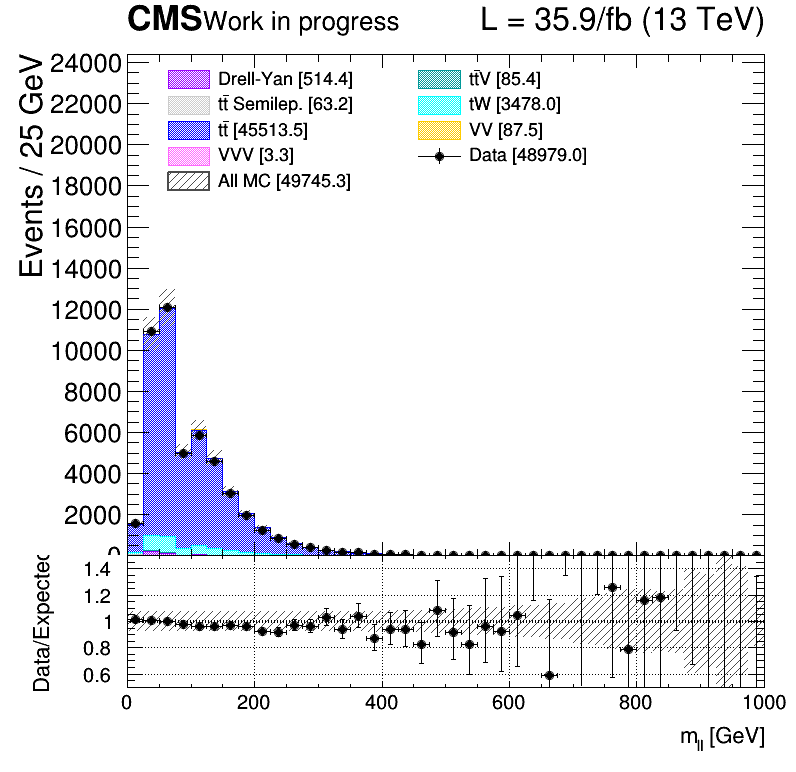 CMS Work in progress L = 35.9/fb (13 TeV)
Events / 25 GeV
24000
22000
20000
18000
16000
14000
12000
10000
8000
6000
4000
2000
0
Drell-Yan [514.4]
tt̄ Semilep. [63.2]
tt̄ [45513.5]
VVV [3.3]
All MC [49745.3]
tt̄V [85.4]
tW [3478.0]
VV [87.5]
Data [48979.0]
Data/Expected
1.4
1.2
1
0.8
0.6
0 200 400 600 800 1000
m_ll [GeV]